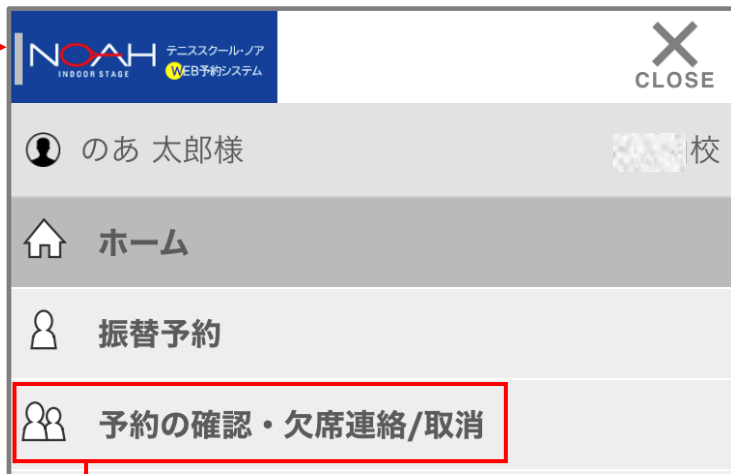 NOAH
INDOOR STAGE
テニススクール・ノア
WEB予約システム
CLOSE
のあ 太郎様
校
ホーム
振替予約
予約の確認・欠席連絡/取消